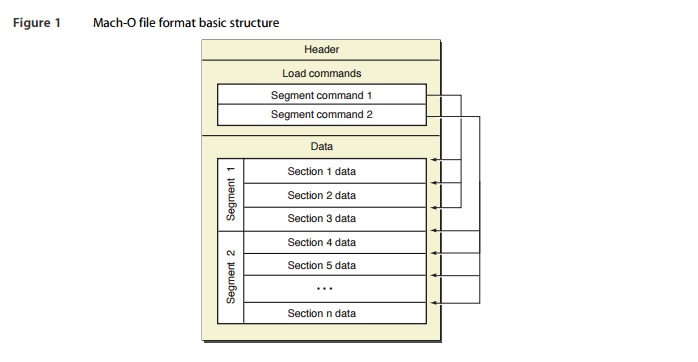 Figure 1 Mach-O file format basic structure
Header
Load commands
Segment command 1
Segment command 2
Data
Segment 1
Section 1 data
Section 2 data
Section 3 data
Segment 2
Section 4 data
Section 5 data
...
Section n data